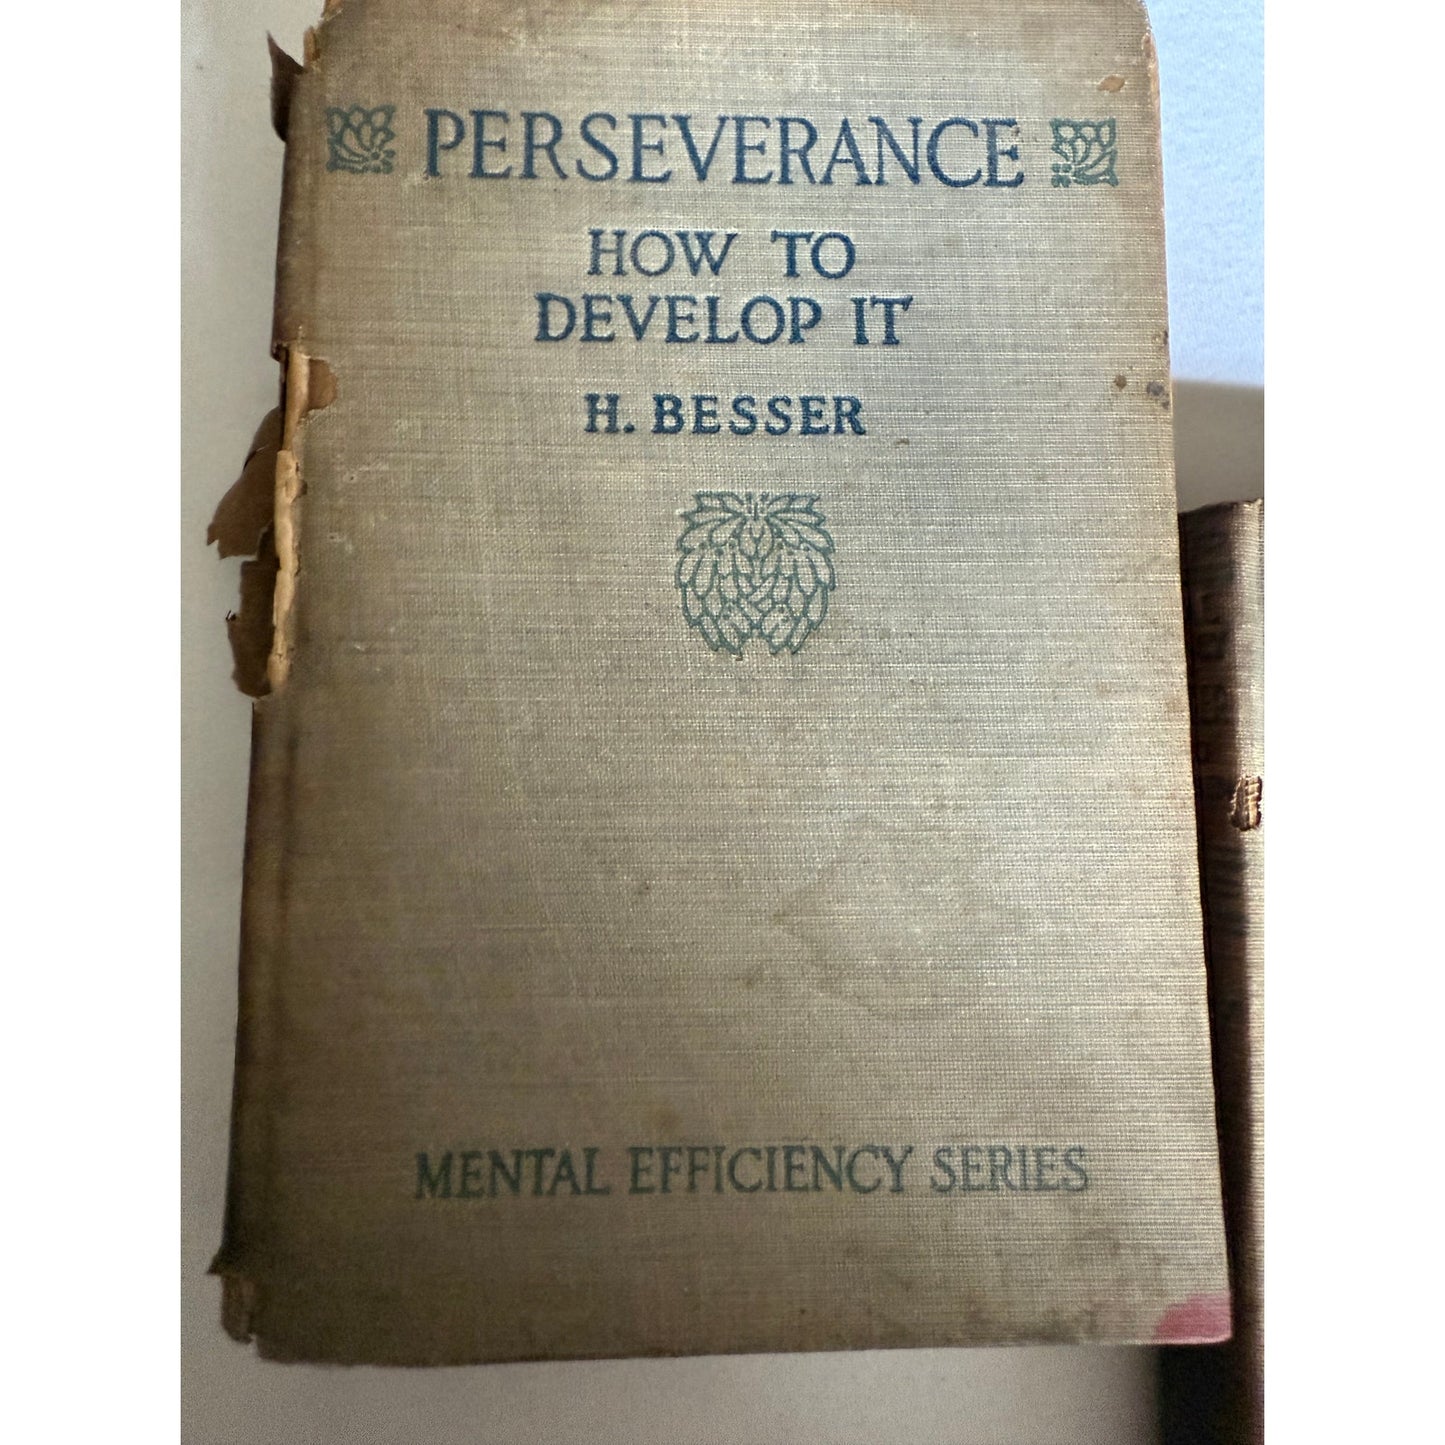 PERSEVERANCE
HOW TO
DEVELOP IT
H. BESSER
MENTAL EFFICIENCY SERIES